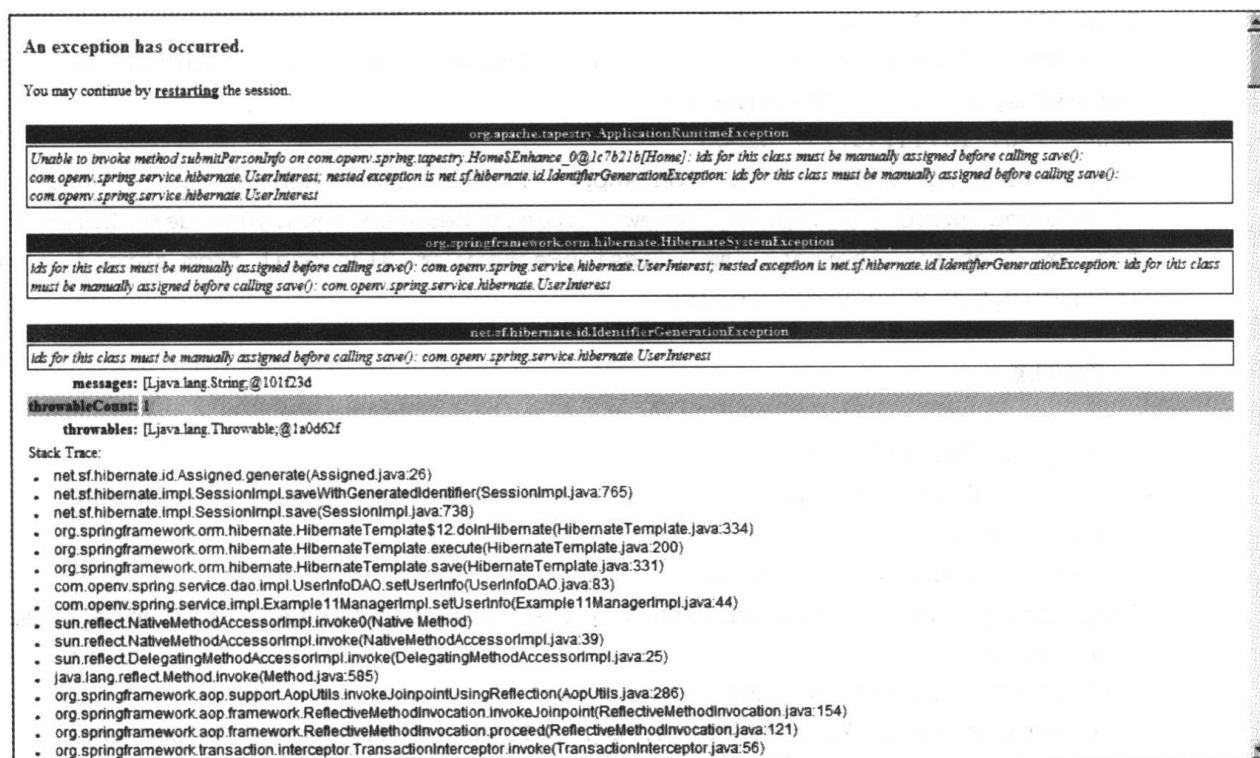 An exception has occurred.
You may continue by restarting the session.
org.apache.tapestry.ApplicationRuntimeException
Unable to invoke method submitPersonInfo on com.openv.spring.tapestry.Home$Enhance_0@1c7b21b[Home]: ids for this class must be manually assigned before calling save():
com.openv.spring.service.hibernate.UserInterest; nested exception is net.sf.hibernate.id.IdentifierGenerationException: ids for this class must be manually assigned before calling save():
com.openv.spring.service.hibernate.UserInterest
org.springframework.orm.hibernate.HibernateSystemException
ids for this class must be manually assigned before calling save(): com.openv.spring.service.hibernate.UserInterest; nested exception is net.sf.hibernate.id.IdentifierGenerationException: ids for this class
must be manually assigned before calling save(): com.openv.spring.service.hibernate.UserInterest
net.sf.hibernate.id.IdentifierGenerationException
ids for this class must be manually assigned before calling save(): com.openv.spring.service.hibernate.UserInterest
messages: [Ljava.lang.String;@101f23d
throwableCount: 1
throwables: [Ljava.lang.Throwable;@1a0d62f
Stack Trace:
• net.sf.hibernate.id.Assigned.generate(Assigned.java:26)
• net.sf.hibernate.impl.SessionImpl.saveWithGeneratedIdentifier(SessionImpl.java:765)
• net.sf.hibernate.impl.SessionImpl.save(SessionImpl.java:738)
• org.springframework.orm.hibernate.HibernateTemplate$12.doInHibernate(HibernateTemplate.java:334)
• org.springframework.orm.hibernate.HibernateTemplate.execute(HibernateTemplate.java:200)
• org.springframework.orm.hibernate.HibernateTemplate.save(HibernateTemplate.java:331)
• com.openv.spring.service.dao.impl.UserInfoDAO.setUserInfo(UserInfoDAO.java:83)
• com.openv.spring.service.impl.Example11ManagerImpl.setUserInfo(Example11ManagerImpl.java:44)
• sun.reflect.NativeMethodAccessorImpl.invoke0(Native Method)
• sun.reflect.NativeMethodAccessorImpl.invoke(NativeMethodAccessorImpl.java:39)
• sun.reflect.DelegatingMethodAccessorImpl.invoke(DelegatingMethodAccessorImpl.java:25)
• java.lang.reflect.Method.invoke(Method.java:585)
• org.springframework.aop.support.AopUtils.invokeJoinpointUsingReflection(AopUtils.java:286)
• org.springframework.aop.framework.ReflectiveMethodInvocation.invokeJoinpoint(ReflectiveMethodInvocation.java:154)
• org.springframework.aop.framework.ReflectiveMethodInvocation.proceed(ReflectiveMethodInvocation.java:121)
• org.springframework.transaction.interceptor.TransactionInterceptor.invoke(TransactionInterceptor.java:56)